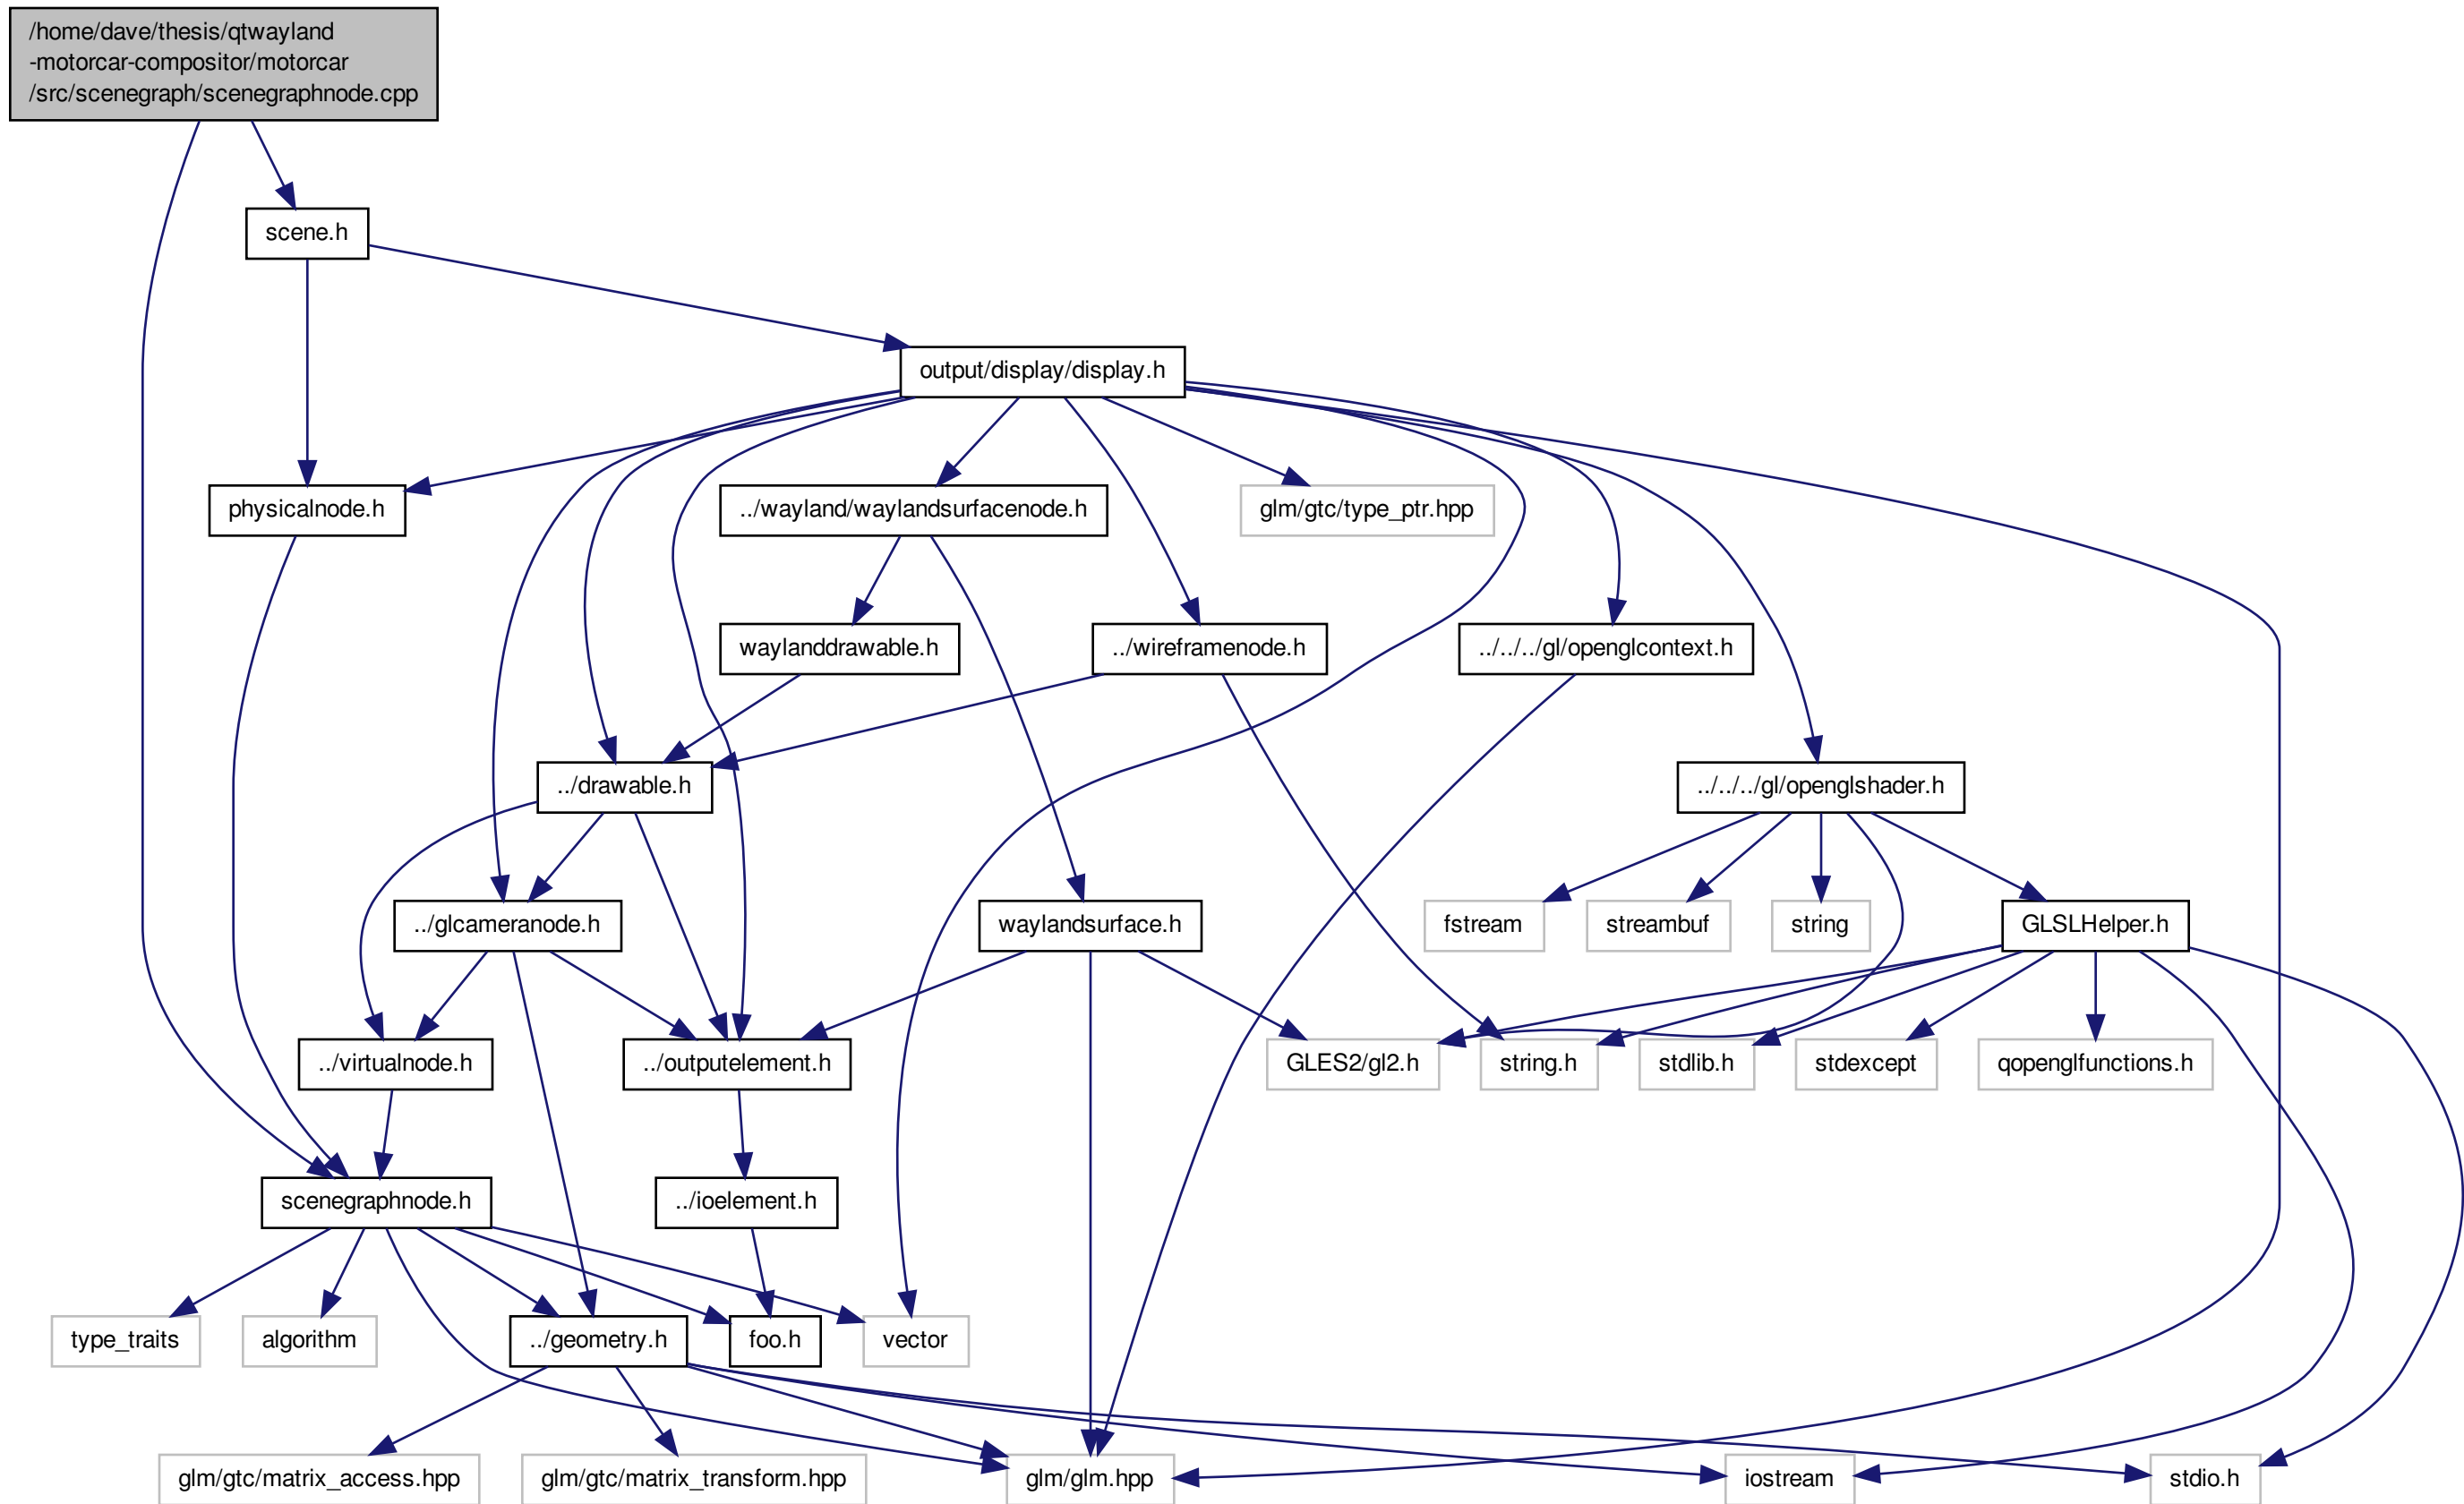 /home/dave/thesis/qtwayland
-motorcar-compositor/motorcar
/src/scenegraph/scenegraphnode.cpp
scene.h
output/display/display.h
physicalnode.h
../wayland/waylandsurfacenode.h
glm/gtc/type_ptr.hpp
waylanddrawable.h
../wireframenode.h
../../../gl/openglcontext.h
../drawable.h
../../../gl/openglshader.h
../glcameranode.h
waylandsurface.h
fstream
streambuf
string
GLSLHelper.h
../virtualnode.h
../outputelement.h
GLES2/gl2.h
string.h
stdlib.h
stdexcept
qopenglfunctions.h
scenegraphnode.h
../ioelement.h
type_traits
algorithm
../geometry.h
foo.h
vector
glm/gtc/matrix_access.hpp
glm/gtc/matrix_transform.hpp
glm/glm.hpp
iostream
stdio.h